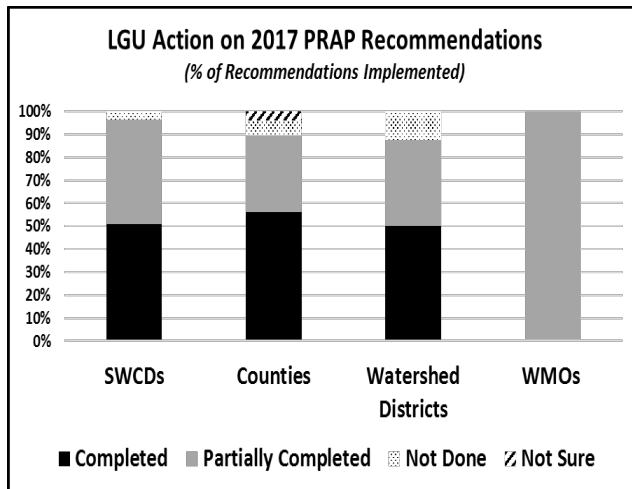 LGU Action on 2017 PRAP Recommendations
(% of Recommendations Implemented)
100%
90%
80%
70%
60%
50%
40%
30%
20%
10%
0%
SWCDs Counties Watershed Districts WMOs
Completed Partially Completed Not Done Not Sure